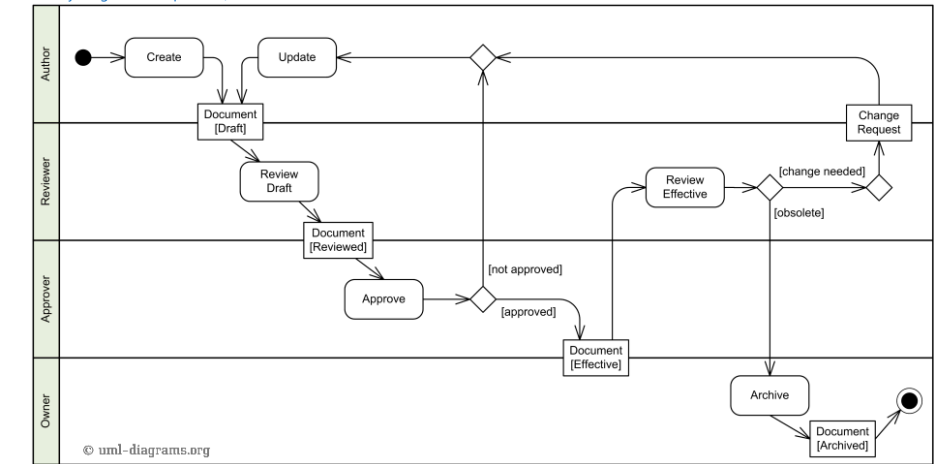 Author
Create
Update
Document
[Draft]
Change
Request
Reviewer
Review
Draft
Review
Effective
[change needed]
[obsolete]
Document
[Reviewed]
Approver
Approve
[not approved]
[approved]
Document
[Effective]
Owner
Archive
Document
[Archived]
© uml-diagrams.org